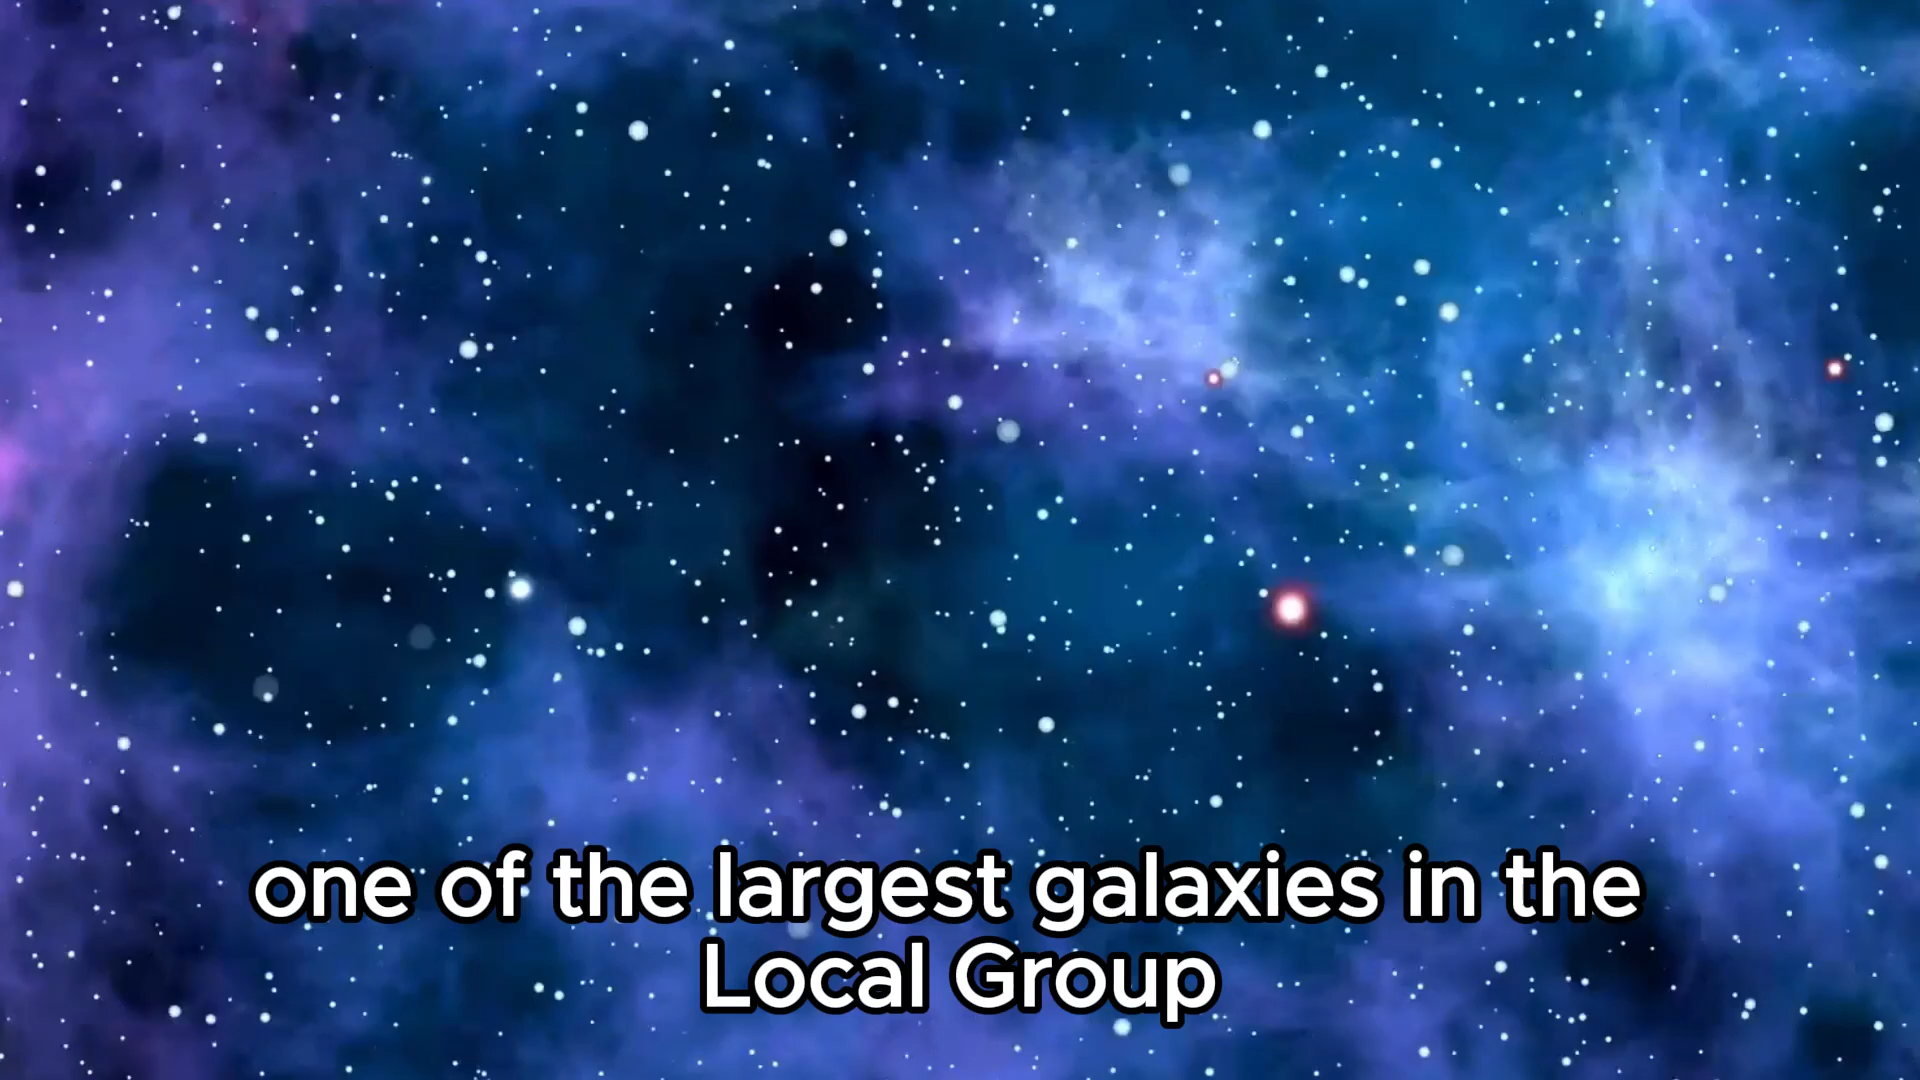 one of the largest galaxies in the
Local Group